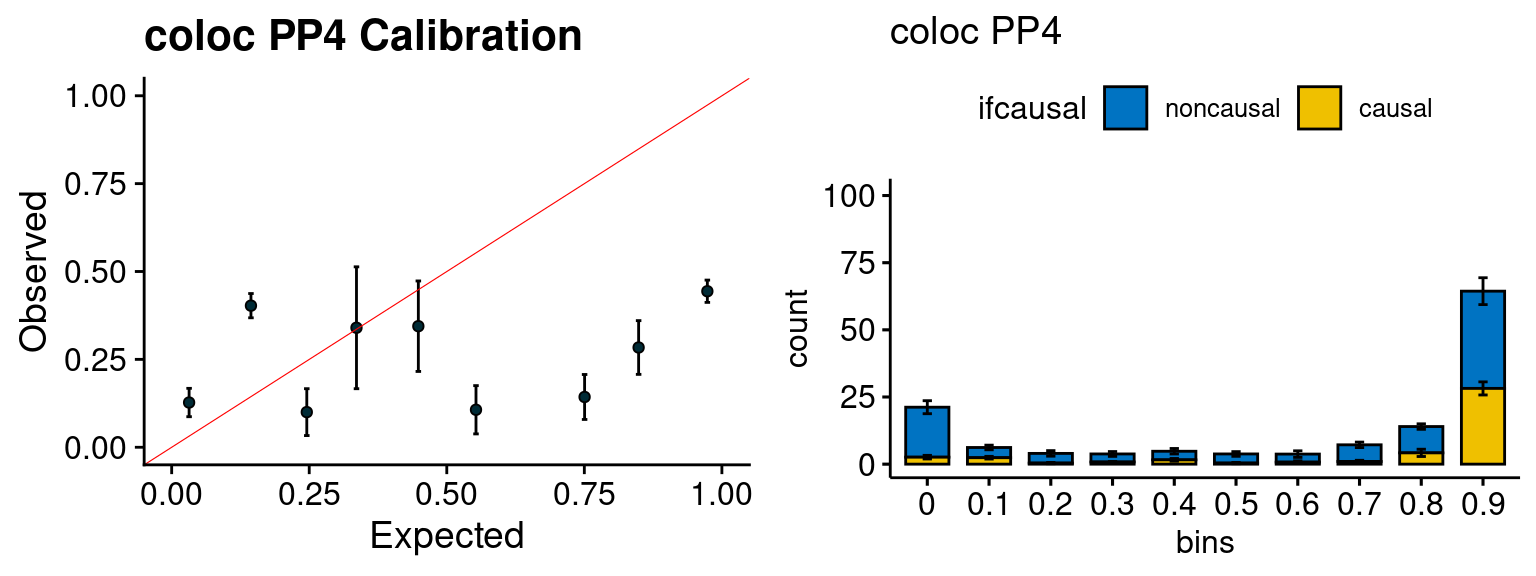 coloc PP4 Calibration
Observed
1.00
0.75
0.50
0.25
0.00
0.00 0.25 0.50 0.75 1.00
Expected
coloc PP4
ifcausal noncausal causal
count
100
75
50
25
0
0 0.1 0.2 0.3 0.4 0.5 0.6 0.7 0.8 0.9
bins